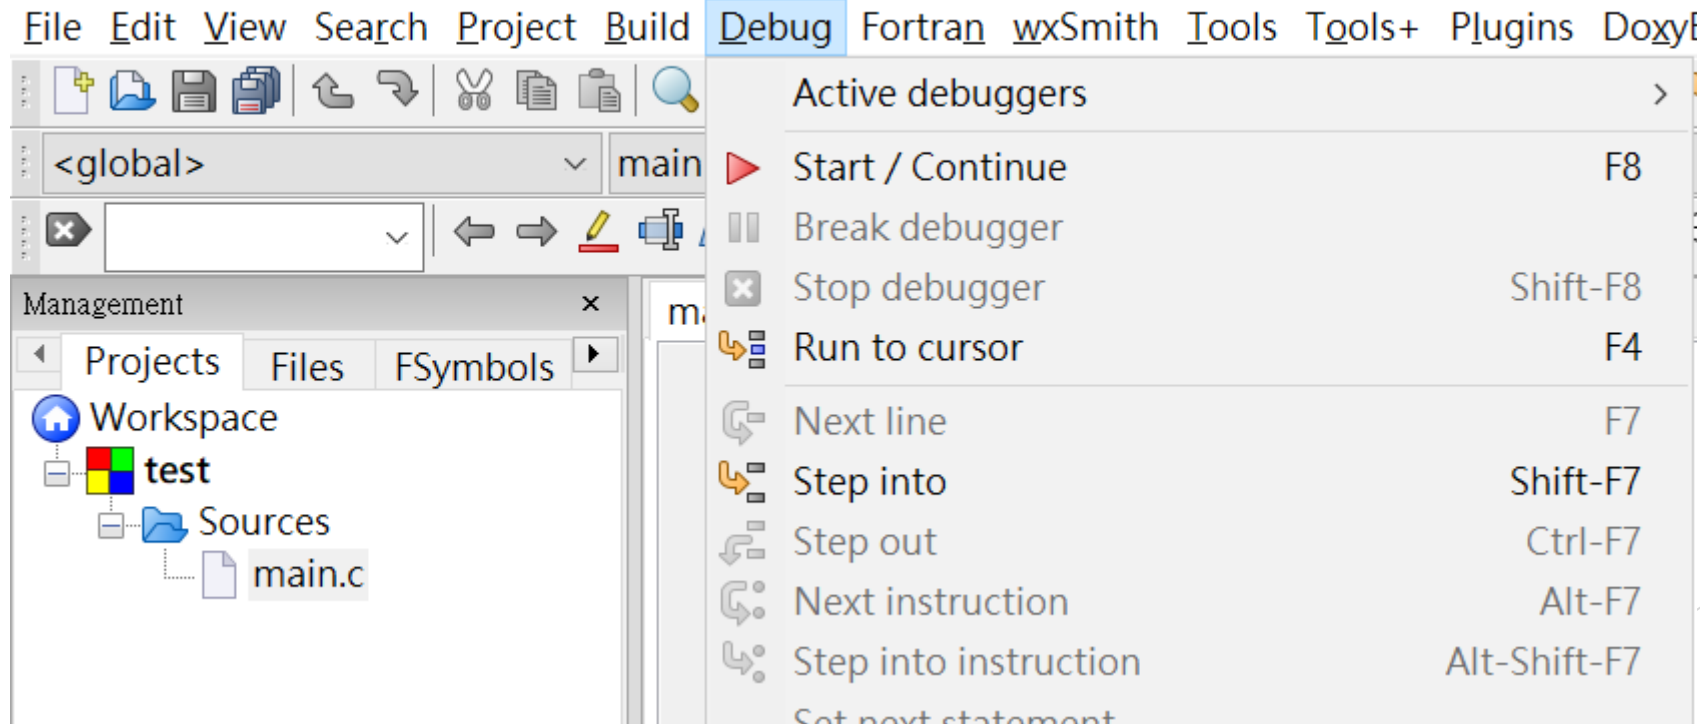 File Edit View Search Project Build Debug Fortran wxSmith Tools Tools+ Plugins
Active debuggers
<global>
main
Start / Continue F8
Break debugger
Stop debugger Shift-F8
Run to cursor F4
Next line F7
Step into Shift-F7
Step out Ctrl-F7
Next instruction Alt-F7
Step into instruction Alt-Shift-F7
Set next statement
Management
Projects Files FSymbols
Workspace
test
Sources
main.c